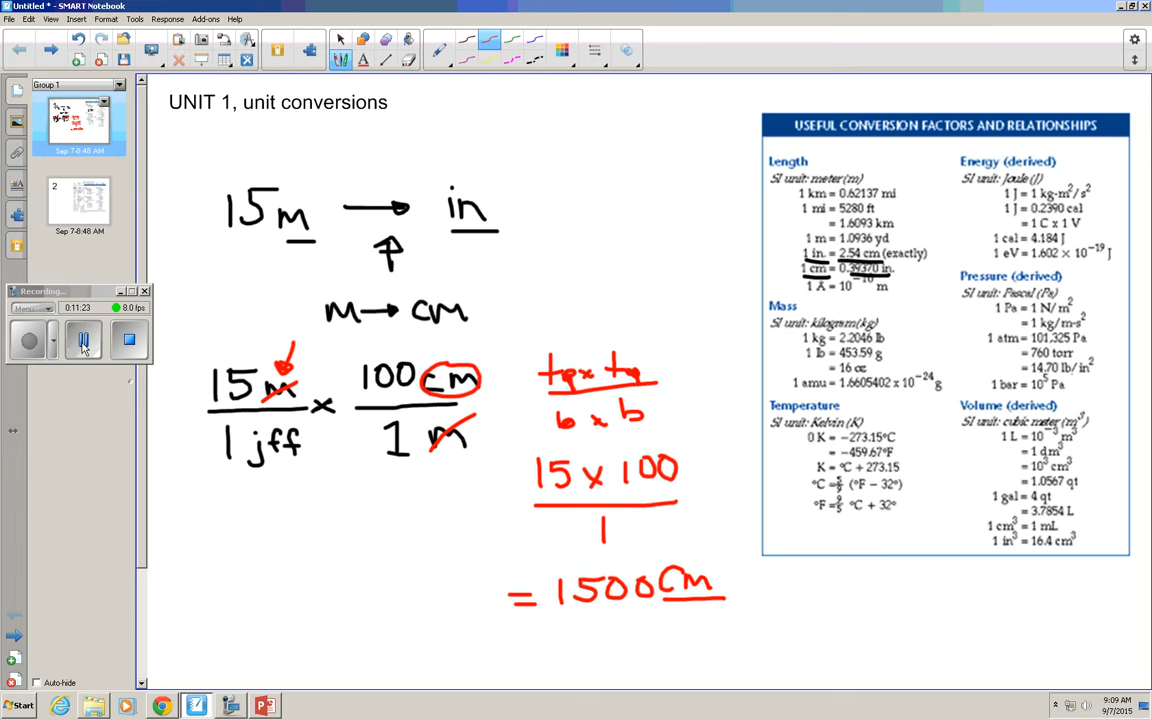 Untitled * - SMART Notebook
File Edit View Insert Format Tools Response Add-ons Help
Group 1
Sep 7-8:48 AM
2
Sep 7-8:48 AM
Recording...
Menu
0:11:23
8.0 fps
Auto-hide
UNIT 1, unit conversions
15m → in
m → cm
15m × 100cm
1 jff 1 m
top x top
b x b
15 x 100
1
= 1500cm
USEFUL CONVERSION FACTORS AND RELATIONSHIPS
Length
SI unit: meter (m)
1 km = 0.62137 mi
1 mi = 5280 ft
= 1.6093 km
1 m = 1.0936 yd
1 in. = 2.54 cm (exactly)
1 cm = 0.39370 in.
1 Å = 10⁻¹⁰ m
Mass
SI unit: kilogram (kg)
1 kg = 2.2046 lb
1 lb = 453.59 g
= 16 oz
1 amu = 1.6605402 x 10⁻²⁴ g
Temperature
SI unit: Kelvin (K)
0 K = -273.15°C
= -459.67°F
K = °C + 273.15
°C = 5/9 (°F - 32°)
°F = 9/5 °C + 32°
Energy (derived)
SI unit: Joule (J)
1 J = 1 kg-m²/s²
1 J = 0.2390 cal
= 1 C x 1 V
1 cal = 4.184 J
1 eV = 1.602 x 10⁻¹⁹ J
Pressure (derived)
SI unit: Pascal (Pa)
1 Pa = 1 N/m²
= 1 kg/m-s²
1 atm = 101,325 Pa
= 760 torr
= 14.70 lb/in²
1 bar = 10⁵ Pa
Volume (derived)
SI unit: cubic meter (m³)
1 L = 10⁻³ m³
= 1 dm³
= 10³ cm³
= 1.0567 qt
1 gal = 4 qt
= 3.7854 L
1 cm³ = 1 mL
1 in³ = 16.4 cm³
Start
9:09 AM
9/7/2015